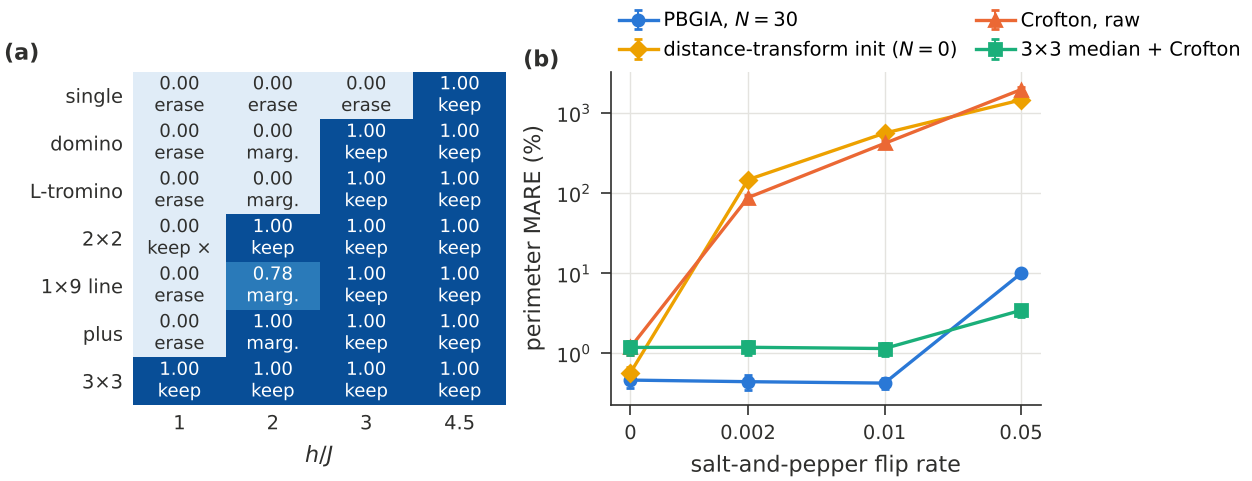 (a)
single 0.00 0.00 0.00 1.00
erase erase erase keep
domino 0.00 0.00 1.00 1.00
erase marg. keep keep
L-tromino 0.00 0.00 1.00 1.00
erase marg. keep keep
2×2 0.00 1.00 1.00 1.00
keep × keep keep keep
1×9 line 0.00 0.78 1.00 1.00
erase marg. keep keep
plus 0.00 1.00 1.00 1.00
erase marg. keep keep
3×3 1.00 1.00 1.00 1.00
keep keep keep keep
1 2 3 4.5
h/J
(b)
PBGIA, N = 30
distance-transform init (N = 0)
Crofton, raw
3×3 median + Crofton
perimeter MARE (%)
10³
10²
10¹
10⁰
0 0.002 0.01 0.05
salt-and-pepper flip rate